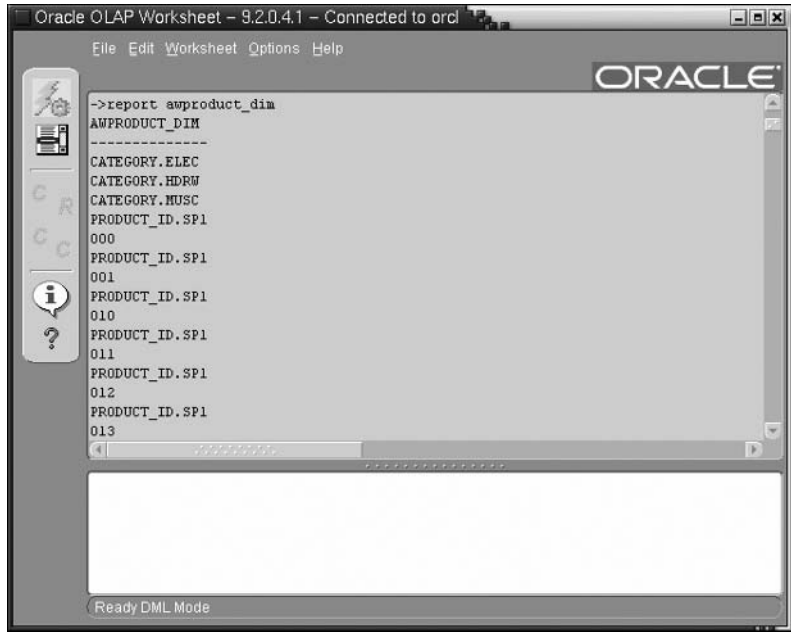 Oracle OLAP Worksheet – 9.2.0.4.1 – Connected to orcl
File Edit Worksheet Options Help
ORACLE
->report awproduct_dim
AWPRODUCT_DIM
--------------
CATEGORY.ELEC
CATEGORY.HDRW
CATEGORY.MUSC
PRODUCT_ID.SP1
000
PRODUCT_ID.SP1
001
PRODUCT_ID.SP1
010
PRODUCT_ID.SP1
011
PRODUCT_ID.SP1
012
PRODUCT_ID.SP1
013
C R
C C
i
?
Ready DML Mode